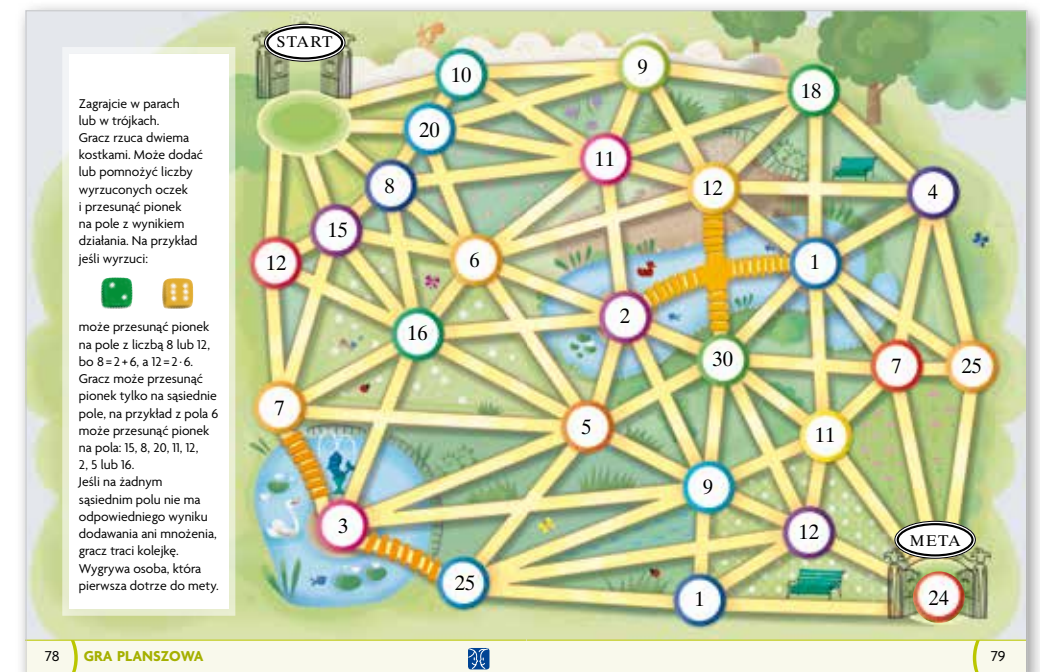 START
Zagrajcie w parach
lub w trójkach.
Gracz rzuca dwiema
kostkami. Może dodać
lub pomnożyć liczby
wyrzuconych oczek
i przesunąć pionek
na pole z wynikiem
działania. Na przykład
jeśli wyrzuci:
może przesunąć pionek
na pole z liczbą 8 lub 12,
bo 8=2+6, a 12=2·6.
Gracz może przesunąć
pionek tylko na sąsiednie
pole, na przykład z pola 6
może przesunąć pionek
na pola: 15, 8, 20, 11, 12,
2, 5 lub 16.
Jeśli na żadnym
sąsiednim polu nie ma
odpowiedniego wyniku
dodawania ani mnożenia,
gracz traci kolejkę.
Wygrywa osoba, która
pierwsza dotrze do mety.
10
9
18
20
11
8
12
4
15
12
6
1
2
16
30
7
25
7
5
11
9
3
12
META
25
1
24
78
GRA PLANSZOWA
79